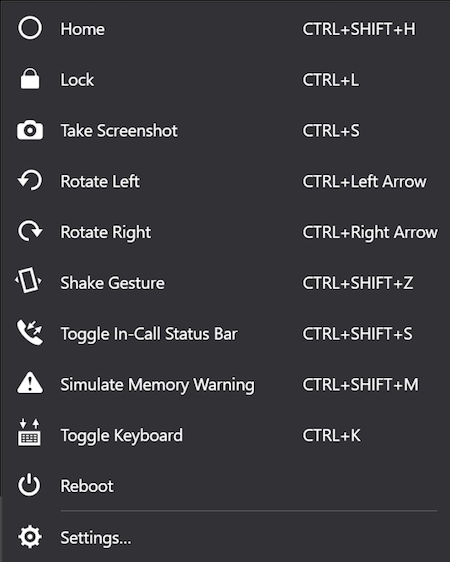 Home CTRL+SHIFT+H
Lock CTRL+L
Take Screenshot CTRL+S
Rotate Left CTRL+Left Arrow
Rotate Right CTRL+Right Arrow
Shake Gesture CTRL+SHIFT+Z
Toggle In-Call Status Bar CTRL+SHIFT+S
Simulate Memory Warning CTRL+SHIFT+M
Toggle Keyboard CTRL+K
Reboot
Settings...